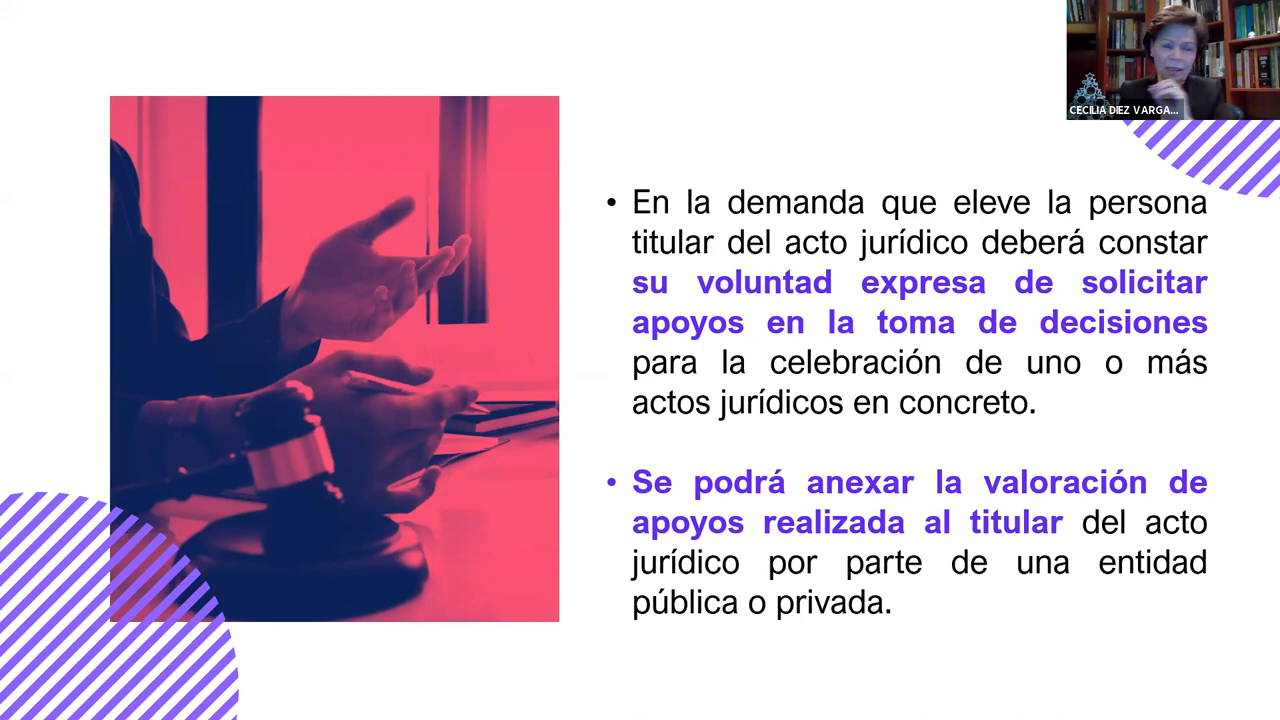 CECILIA DIEZ VARGA...
• En la demanda que eleve la persona
titular del acto jurídico deberá constar
su voluntad expresa de solicitar
apoyos en la toma de decisiones
para la celebración de uno o más
actos jurídicos en concreto.
• Se podrá anexar la valoración de
apoyos realizada al titular del acto
jurídico por parte de una entidad
pública o privada.